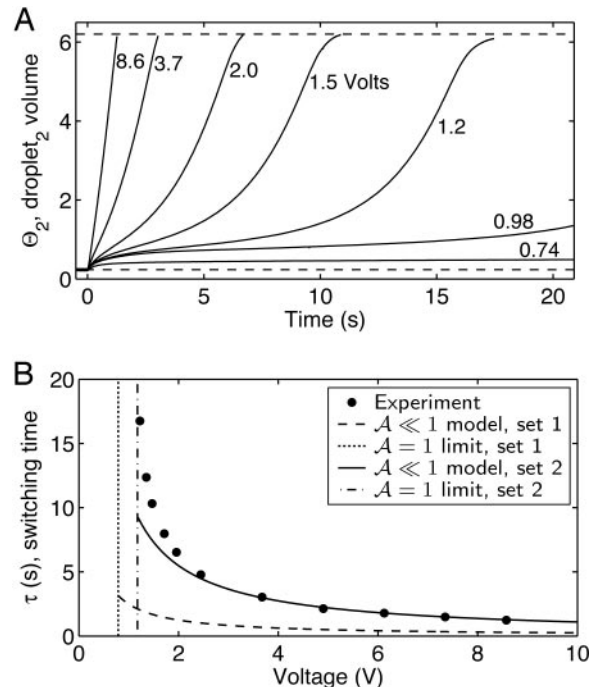 A
Θ₂, droplet₂ volume
6
4
2
0
8.6
3.7
2.0
1.5 Volts
1.2
0.98
0.74
0
5
10
15
20
Time (s)
B
τ (s), switching time
20
15
10
5
0
Experiment
𝒜 ≪ 1 model, set 1
𝒜 = 1 limit, set 1
𝒜 ≪ 1 model, set 2
𝒜 = 1 limit, set 2
0
2
4
6
8
10
Voltage (V)